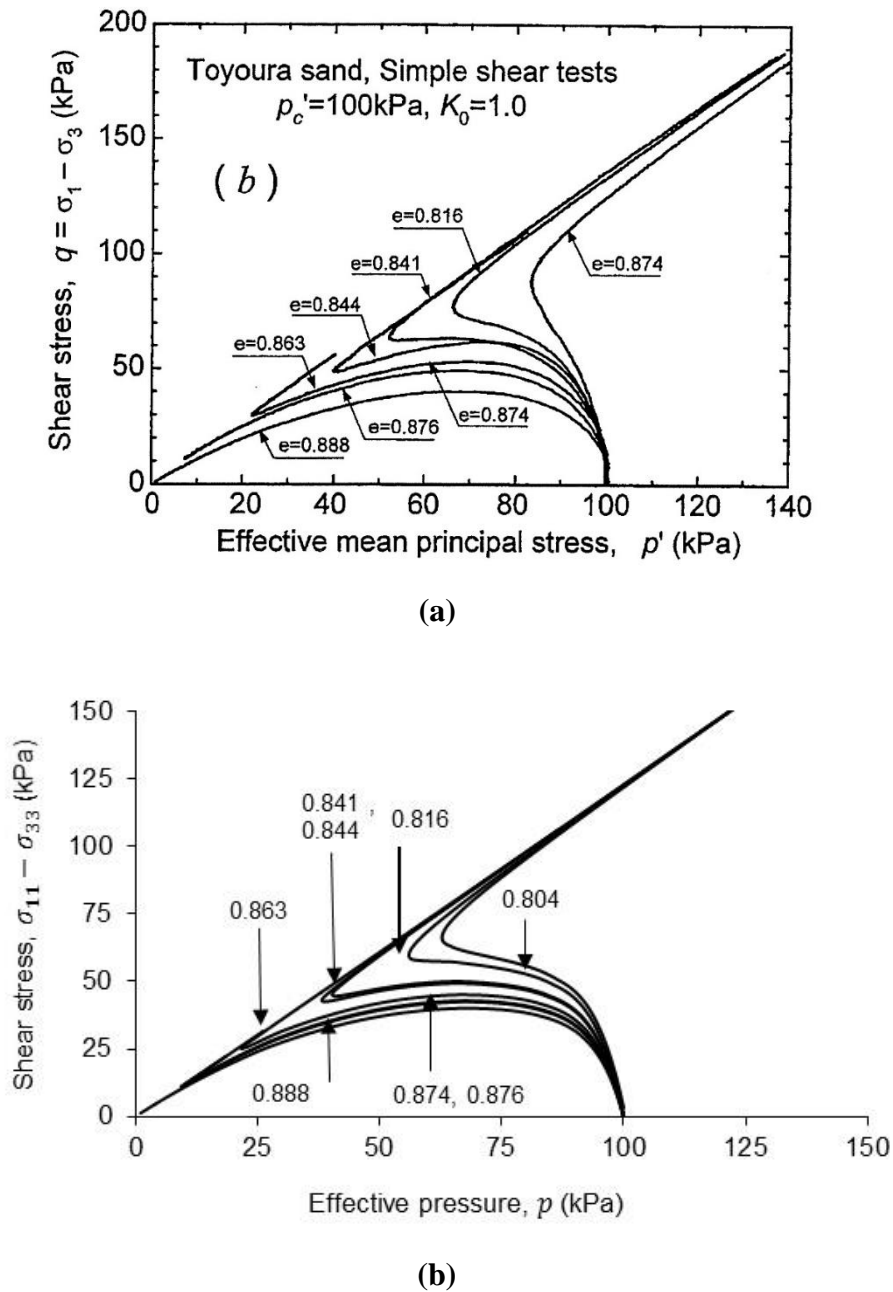 200
150
100
50
0
Shear stress, q = σ1 − σ3 (kPa)
Toyoura sand, Simple shear tests
pc'=100kPa, K0=1.0
(b)
e=0.816
e=0.841
e=0.874
e=0.844
e=0.863
e=0.874
e=0.876
e=0.888
0 20 40 60 80 100 120 140
Effective mean principal stress, p' (kPa)
(a)
150
125
100
75
50
25
0
Shear stress, σ11 − σ33 (kPa)
0.841 , 0.816
0.844
0.863
0.804
0.888
0.874, 0.876
0 25 50 75 100 125 150
Effective pressure, p (kPa)
(b)